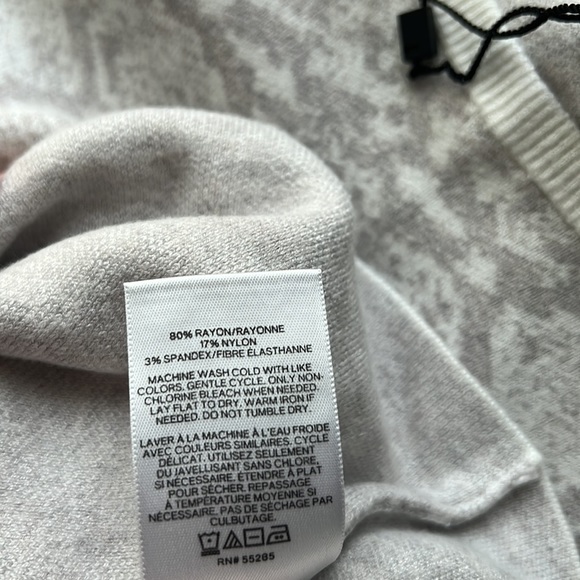 80% RAYON/RAYONNE
17% NYLON
3% SPANDEX/FIBRE ÉLASTHANNE
MACHINE WASH COLD WITH LIKE
COLORS. GENTLE CYCLE. ONLY NON-
CHLORINE BLEACH WHEN NEEDED.
LAY FLAT TO DRY. WARM IRON IF
NEEDED. DO NOT TUMBLE DRY.
LAVER À LA MACHINE À L'EAU FROIDE
AVEC COULEURS SIMILAIRES. CYCLE
DÉLICAT. UTILISEZ SEULEMENT
DU JAVELLISANT SANS CHLORE,
SI NÉCESSAIRE. ÉTENDRE À PLAT
POUR SÉCHER. REPASSAGE
À TEMPÉRATURE MOYENNE SI
NÉCESSAIRE. PAS DE SÉCHAGE PAR
CULBUTAGE.
RN# 55285